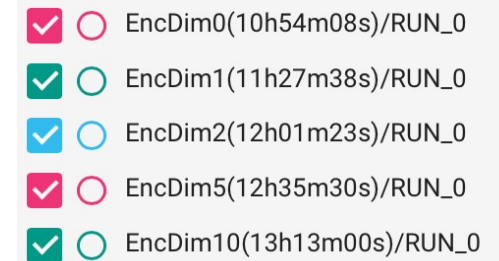 EncDim0(10h54m08s)/RUN_0
EncDim1(11h27m38s)/RUN_0
EncDim2(12h01m23s)/RUN_0
EncDim5(12h35m30s)/RUN_0
EncDim10(13h13m00s)/RUN_0